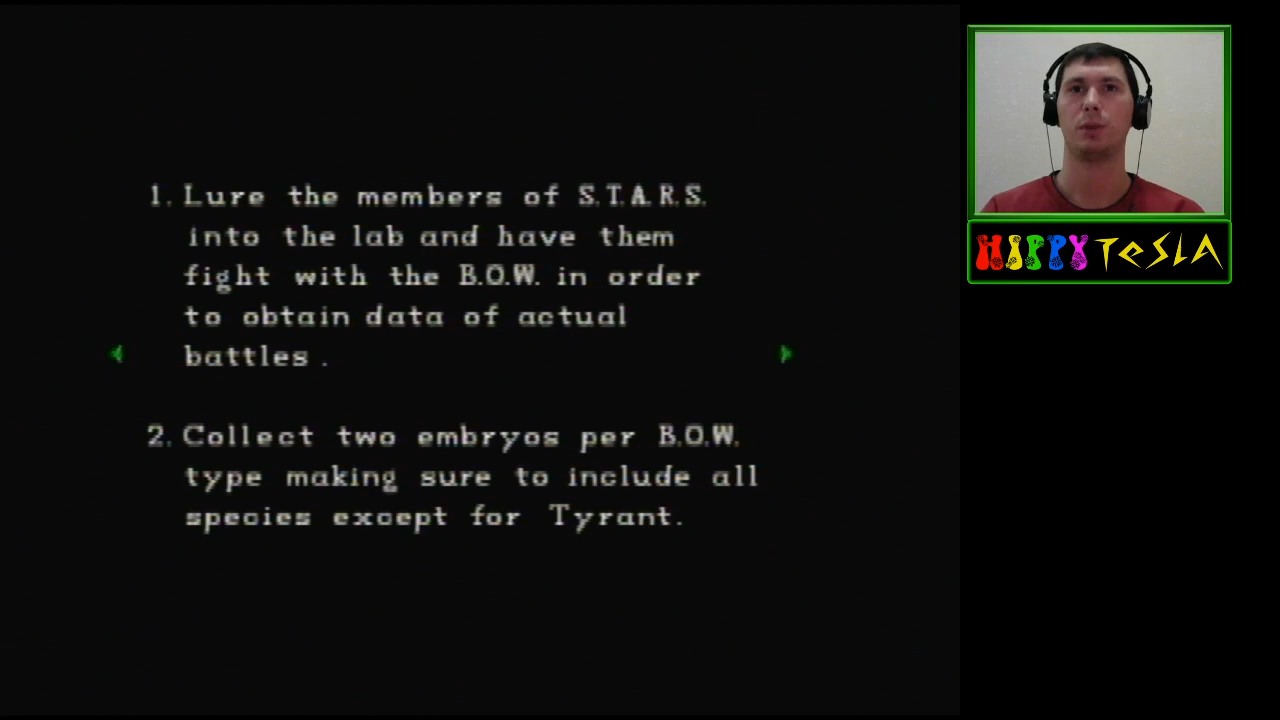 1. Lure the members of S.T.A.R.S.
into the lab and have them
fight with the B.O.W. in order
to obtain data of actual
battles.
2. Collect two embryos per B.O.W.
type making sure to include all
species except for Tyrant.
HIPPY TESLA